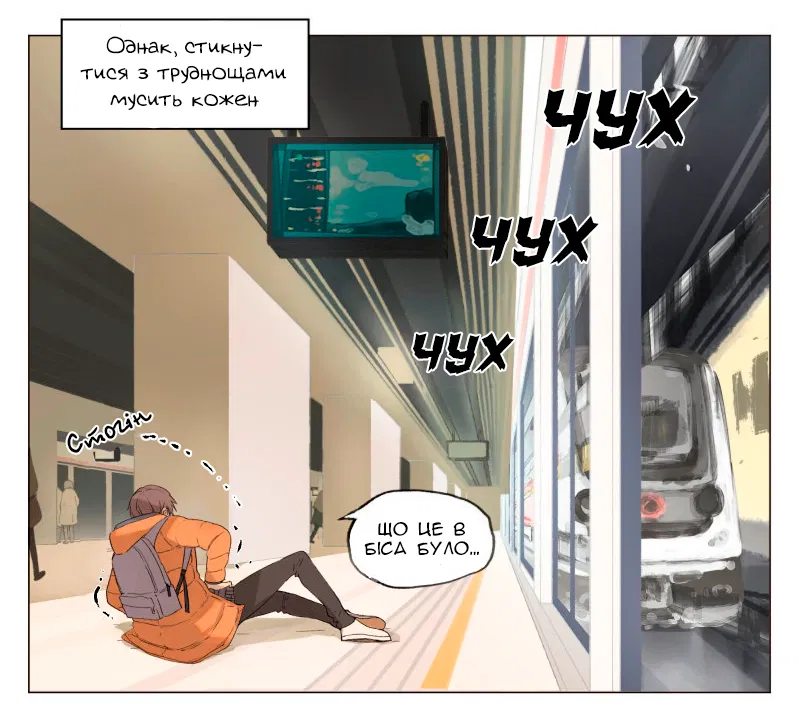 Однак, стикну-
тися з труднощами
мусить кожен
ЧУХ
ЧУХ
ЧУХ
Стогін
ЩО ЦЕ В
БІСА БУЛО...